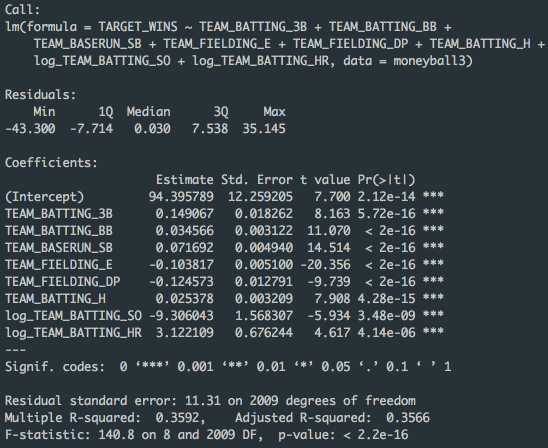 Call:
lm(formula = TARGET_WINS ~ TEAM_BATTING_3B + TEAM_BATTING_BB +
    TEAM_BASERUN_SB + TEAM_FIELDING_E + TEAM_FIELDING_DP + TEAM_BATTING_H +
    log_TEAM_BATTING_SO + log_TEAM_BATTING_HR, data = moneyball3)
Residuals:
    Min      1Q  Median      3Q     Max
-43.300  -7.714   0.030   7.538  35.145
Coefficients:
                     Estimate Std. Error t value Pr(>|t|)
(Intercept)         94.395789  12.259205   7.700 2.12e-14 ***
TEAM_BATTING_3B      0.149067   0.018262   8.163 5.72e-16 ***
TEAM_BATTING_BB      0.034566   0.003122  11.070  < 2e-16 ***
TEAM_BASERUN_SB      0.071692   0.004940  14.514  < 2e-16 ***
TEAM_FIELDING_E     -0.103817   0.005100 -20.356  < 2e-16 ***
TEAM_FIELDING_DP    -0.124573   0.012791  -9.739  < 2e-16 ***
TEAM_BATTING_H       0.025378   0.003209   7.908 4.28e-15 ***
log_TEAM_BATTING_SO -9.306043   1.568307  -5.934 3.48e-09 ***
log_TEAM_BATTING_HR  3.122109   0.676244   4.617 4.14e-06 ***
---
Signif. codes:  0 ‘***’ 0.001 ‘**’ 0.01 ‘*’ 0.05 ‘.’ 0.1 ‘ ’ 1
Residual standard error: 11.31 on 2009 degrees of freedom
Multiple R-squared:  0.3592,    Adjusted R-squared:  0.3566
F-statistic: 140.8 on 8 and 2009 DF,  p-value: < 2.2e-16